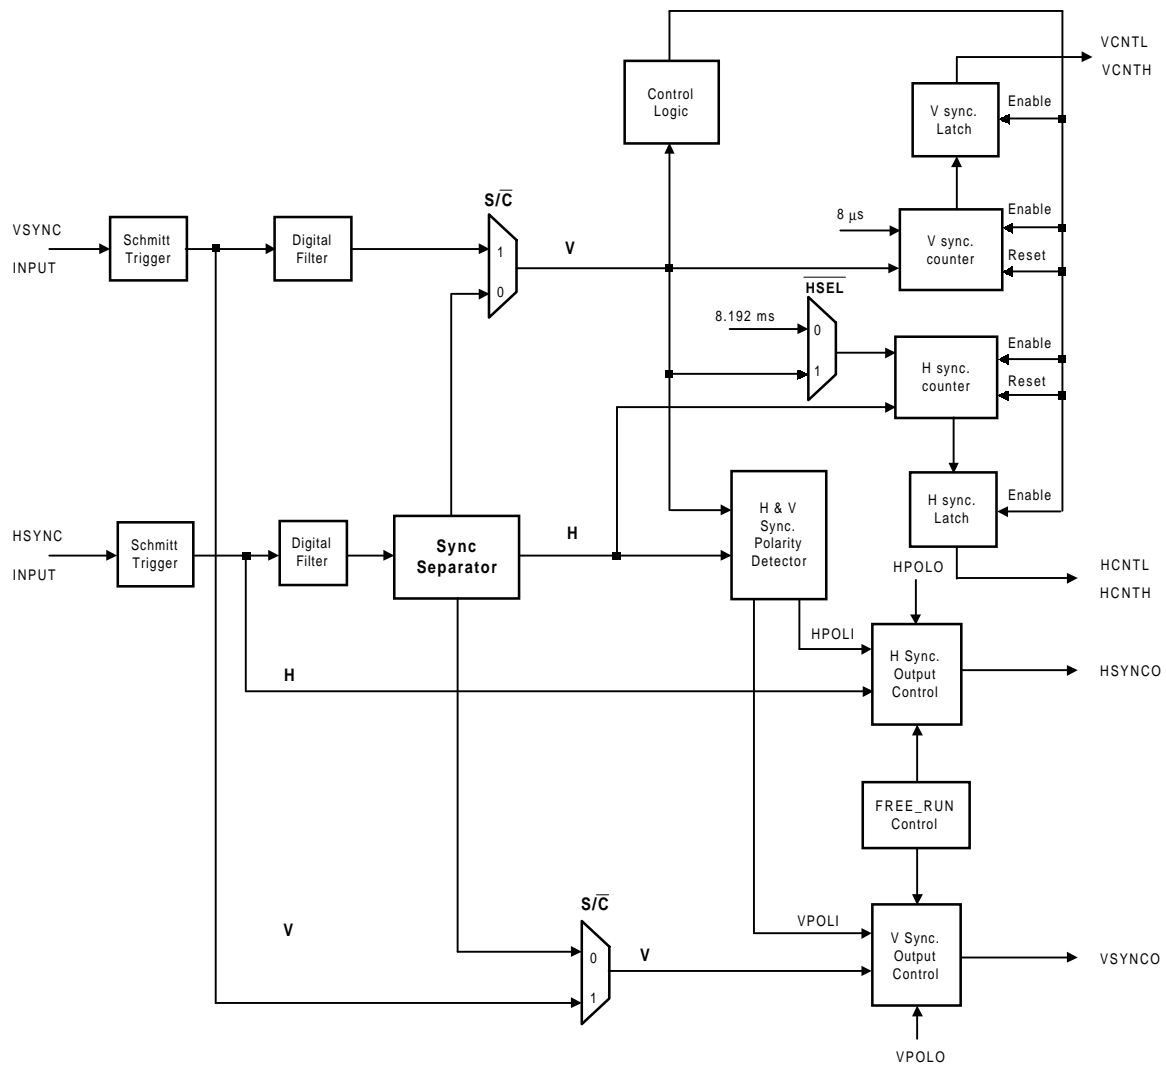 VCNTL
VCNTH
Control
Logic
V sync.
Latch
Enable
S/C̅
VSYNC
INPUT
Schmitt
Trigger
Digital
Filter
1
0
V
8 µs
V sync.
counter
Enable
Reset
H̅S̅E̅L̅
8.192 ms
0
1
H sync.
counter
Enable
Reset
H & V
Sync.
Polarity
Detector
H sync.
Latch
Enable
HSYNC
INPUT
Schmitt
Trigger
Digital
Filter
Sync
Separator
H
HPOLO
HCNTL
HCNTH
HPOLI
H Sync.
Output
Control
H
HSYNCO
FREE_RUN
Control
S/C̅
V
0
1
V
VPOLI
V Sync.
Output
Control
VSYNCO
VPOLO